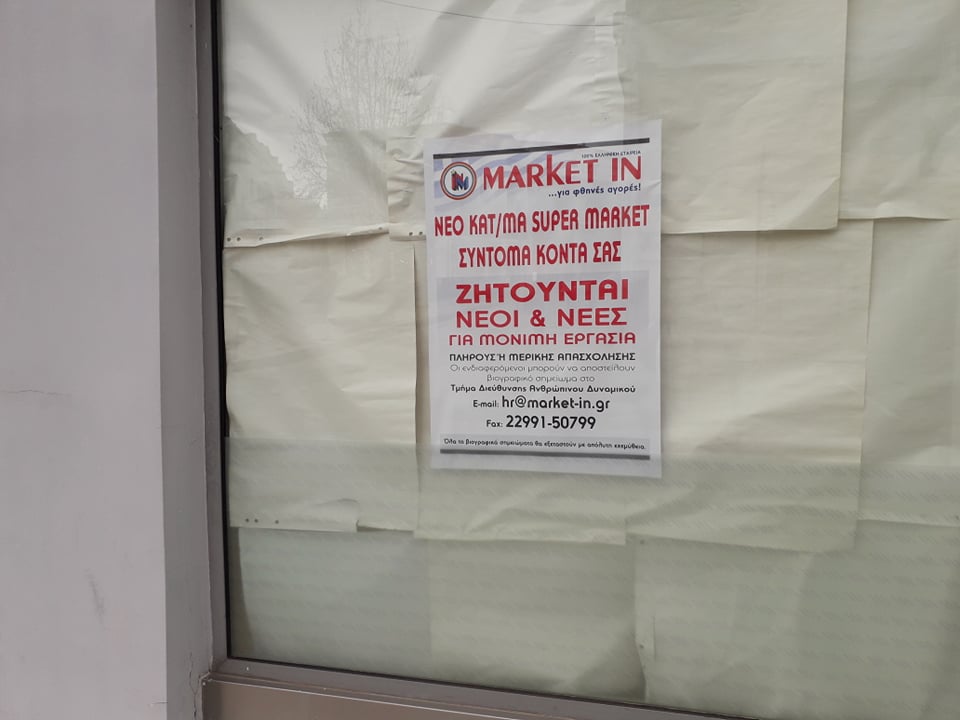 100% ΕΛΛΗΝΙΚΗ ΕΤΑΙΡΕΙΑ
MARKET IN
...για φθηνές αγορές!
ΝΕΟ ΚΑΤ/ΜΑ SUPER MARKET
ΣΥΝΤΟΜΑ ΚΟΝΤΑ ΣΑΣ
ΖΗΤΟΥΝΤΑΙ
ΝΕΟΙ & ΝΕΕΣ
ΓΙΑ ΜΟΝΙΜΗ ΕΡΓΑΣΙΑ
ΠΛΗΡΟΥΣ Ή ΜΕΡΙΚΗΣ ΑΠΑΣΧΟΛΗΣΗΣ
Οι ενδιαφερόμενοι μπορούν να αποστείλουν
βιογραφικό σημείωμα στο
Τμήμα Διεύθυνσης Ανθρώπινου Δυναμικού
E-mail: hr@market-in.gr
Fax: 22991-50799
Όλα τα βιογραφικά σημειώματα θα εξεταστούν με απόλυτη εχεμύθεια.